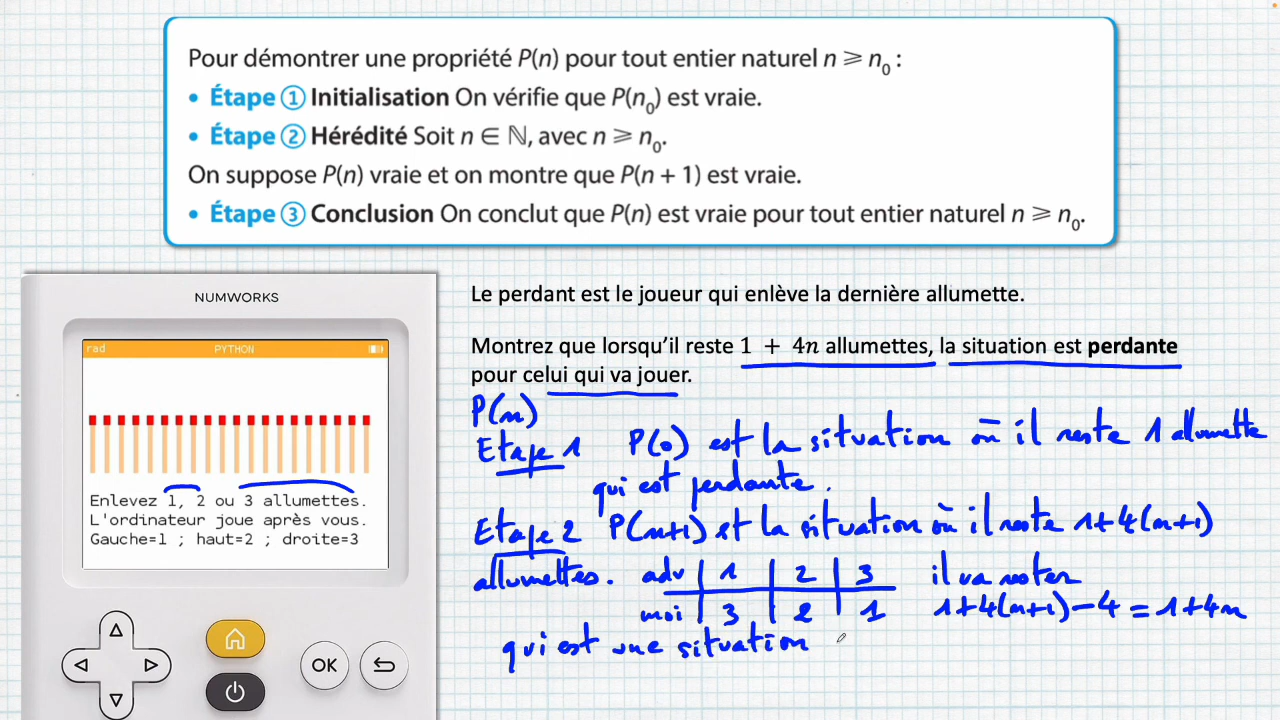 Pour démontrer une propriété P(n) pour tout entier naturel n ⩾ n₀ :
• Étape ① Initialisation On vérifie que P(n₀) est vraie.
• Étape ② Hérédité Soit n ∈ ℕ, avec n ⩾ n₀.
On suppose P(n) vraie et on montre que P(n + 1) est vraie.
• Étape ③ Conclusion On conclut que P(n) est vraie pour tout entier naturel n ⩾ n₀.
NUMWORKS
rad PYTHON
Enlevez 1, 2 ou 3 allumettes.
L'ordinateur joue après vous.
Gauche=1 ; haut=2 ; droite=3
OK
Le perdant est le joueur qui enlève la dernière allumette.
Montrez que lorsqu'il reste 1 + 4n allumettes, la situation est perdante
pour celui qui va jouer.
P(n)
Etape 1 P(0) est la situation où il reste 1 allumette
qui est perdante.
Etape 2 P(n+1) est la situation où il reste 1+4(n+1)
allumettes. adv | 1 | 2 | 3 il va rester
moi | 3 | 2 | 1 1+4(n+1)-4=1+4n
qui est une situation